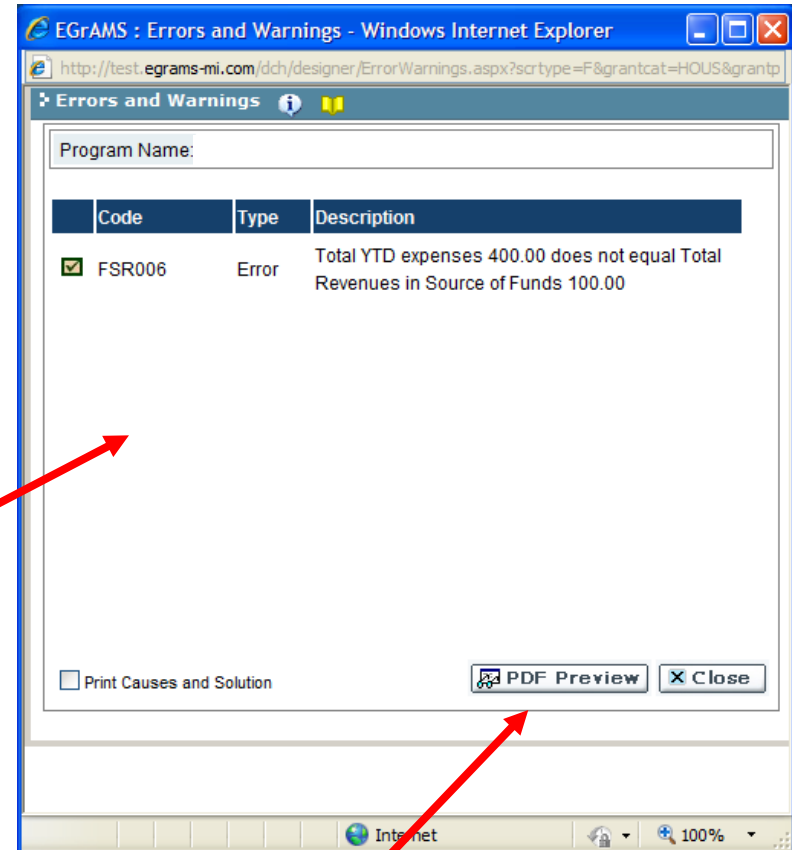 EGrAMS : Errors and Warnings - Windows Internet Explorer
http://test.egrams-mi.com/dch/designer/ErrorWarnings.aspx?scrtype=F&grantcat=HOUS&grantp
Errors and Warnings
Program Name:
Code Type Description
FSR006 Error Total YTD expenses 400.00 does not equal Total
Revenues in Source of Funds 100.00
Print Causes and Solution PDF Preview X Close
Internet 100%